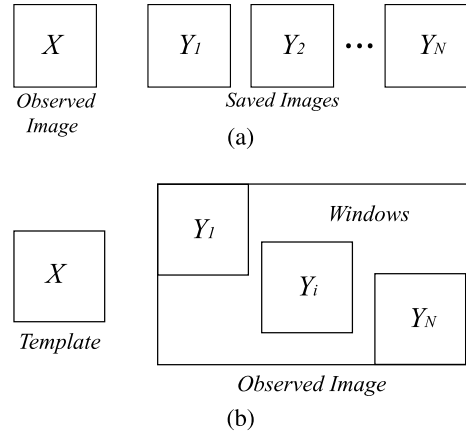 X Y1 Y2 ... YN
Observed Image
Saved Images
(a)
Y1 Windows
X Yi
YN
Template
Observed Image
(b)